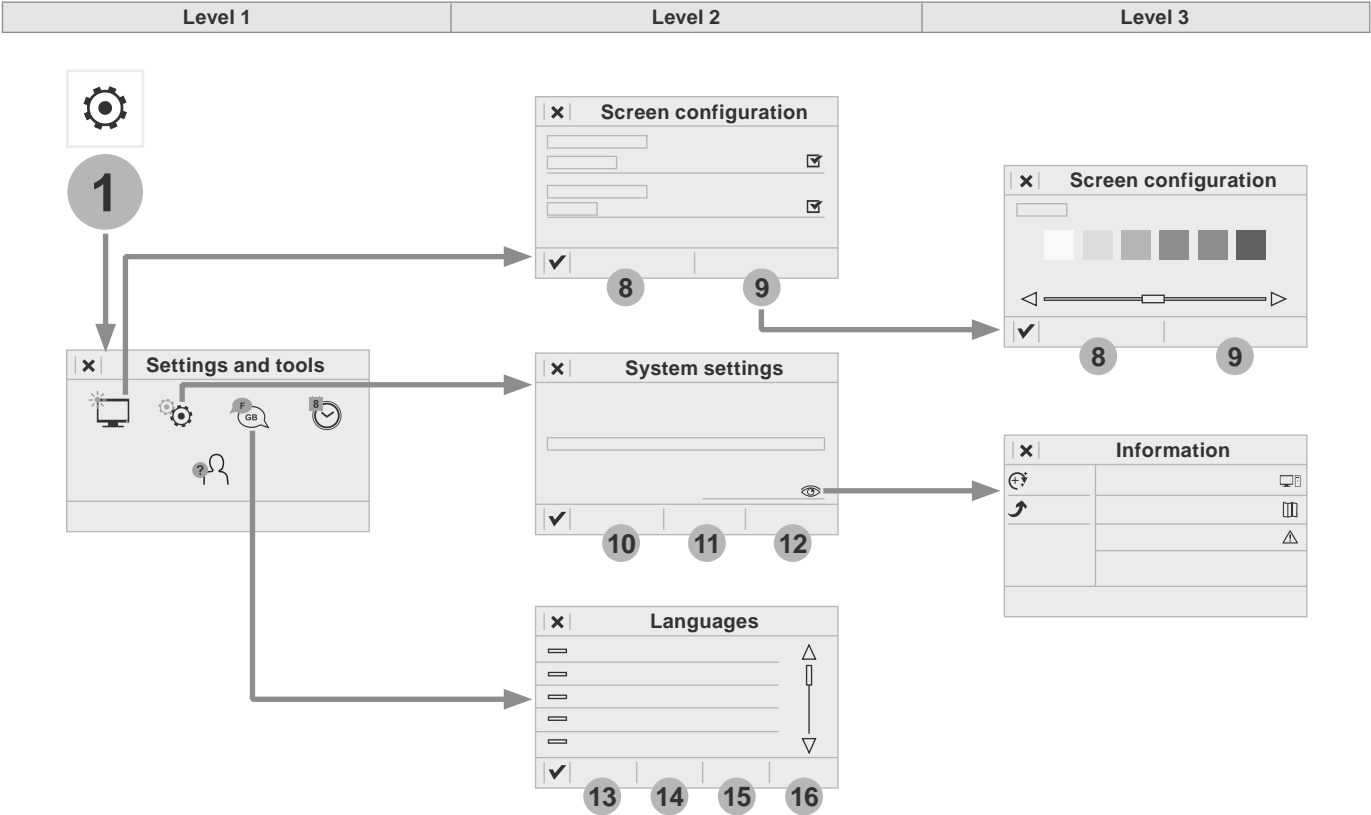 Level 1
Level 2
Level 3
Screen configuration
1
Screen configuration
8
9
8
9
Settings and tools
F
GB
8
?
System settings
10
11
12
Information
Languages
13
14
15
16